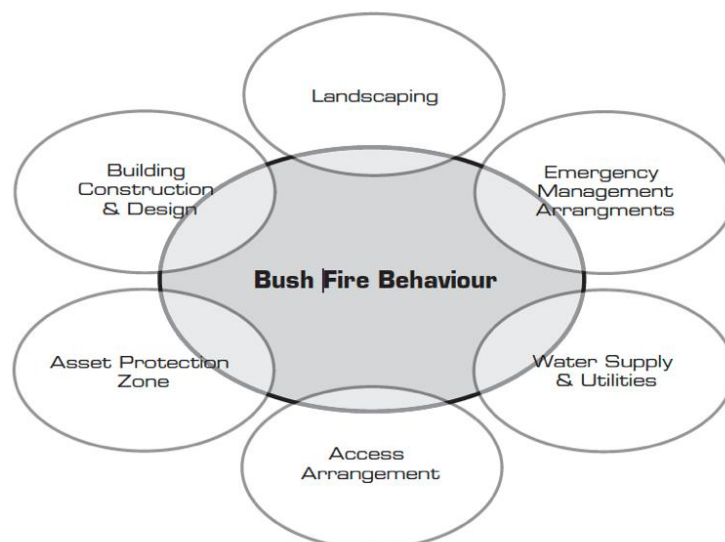 Landscaping
Building
Construction
& Design
Emergency
Management
Arrangments
Bush Fire Behaviour
Asset Protection
Zone
Water Supply
& Utilities
Access
Arrangement